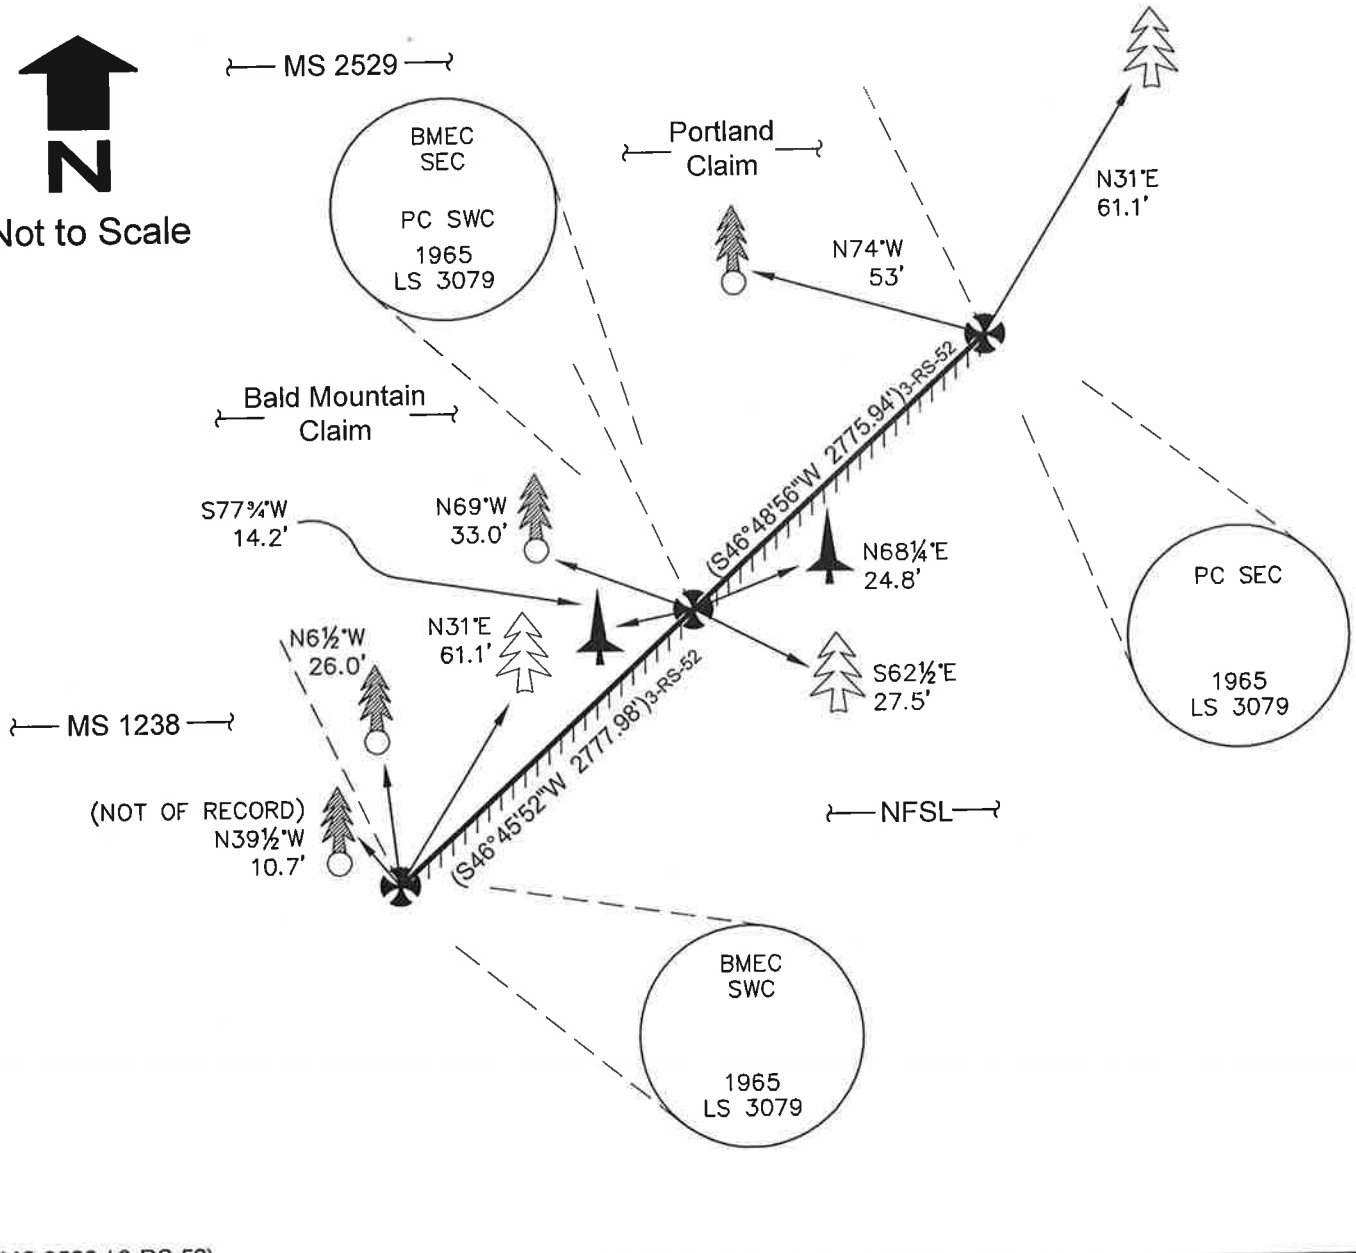 MS 2529
N
Not to Scale
BMEC
SEC
PC SWC
1965
LS 3079
Portland
Claim
N31°E
61.1'
N74°W
53'
Bald Mountain
Claim
(S46°48'56"W 2775.94')3-RS-52
S77¾°W
14.2'
N69°W
33.0'
N68¼°E
24.8'
PC SEC
1965
LS 3079
N31°E
61.1'
N6½°W
26.0'
S62½°E
27.5'
MS 1238
(S46°45'52"W 2777.98')3-RS-52
(NOT OF RECORD)
N39½°W
10.7'
NFSL
BMEC
SWC
1965
LS 3079